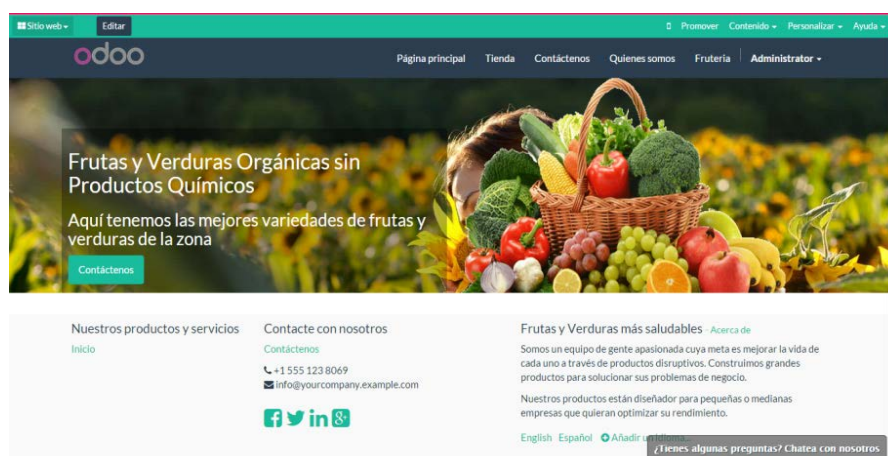 Sitio web
Editar
Promover Contenido Personalizar Ayuda
odoo
Página principal Tienda Contáctenos Quienes somos Fruteria Administrator
Frutas y Verduras Orgánicas sin
Productos Químicos
Aquí tenemos las mejores variedades de frutas y
verduras de la zona
Contáctenos
Nuestros productos y servicios
Inicio
Contacte con nosotros
Contáctenos
+1 555 123 8069
info@yourcompany.example.com
Frutas y Verduras más saludables - Acerca de
Somos un equipo de gente apasionada cuya meta es mejorar la vida de
cada uno a través de productos disruptivos. Construimos grandes
productos para solucionar sus problemas de negocio.
Nuestros productos están diseñador para pequeñas o medianas
empresas que quieran optimizar su rendimiento.
English Español Añadir un idioma...
¿Tienes algunas preguntas? Chatea con nosotros